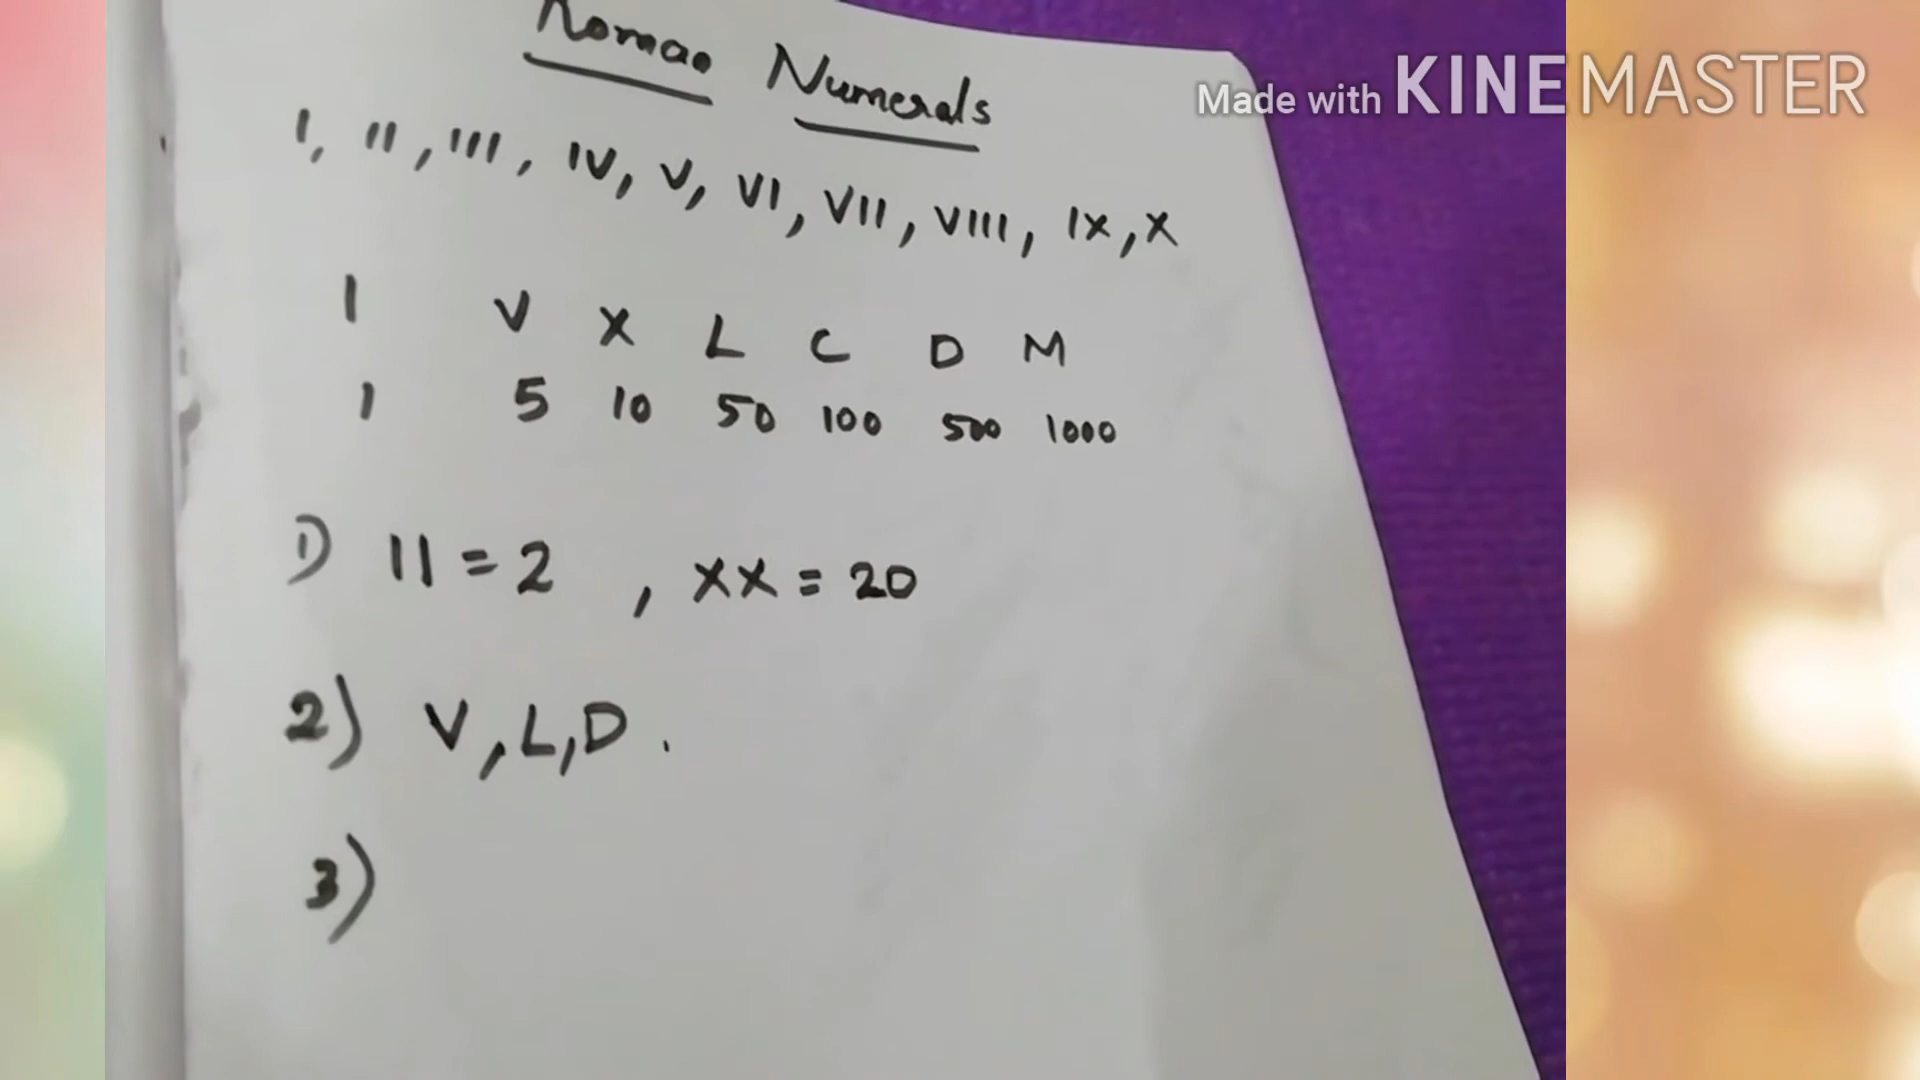 Roman Numerals
Made with KINEMASTER
I, II, III, IV, V, VI, VII, VIII, IX, X
I V X L C D M
1 5 10 50 100 500 1000
1) II = 2 , XX = 20
2) V, L, D.
3)